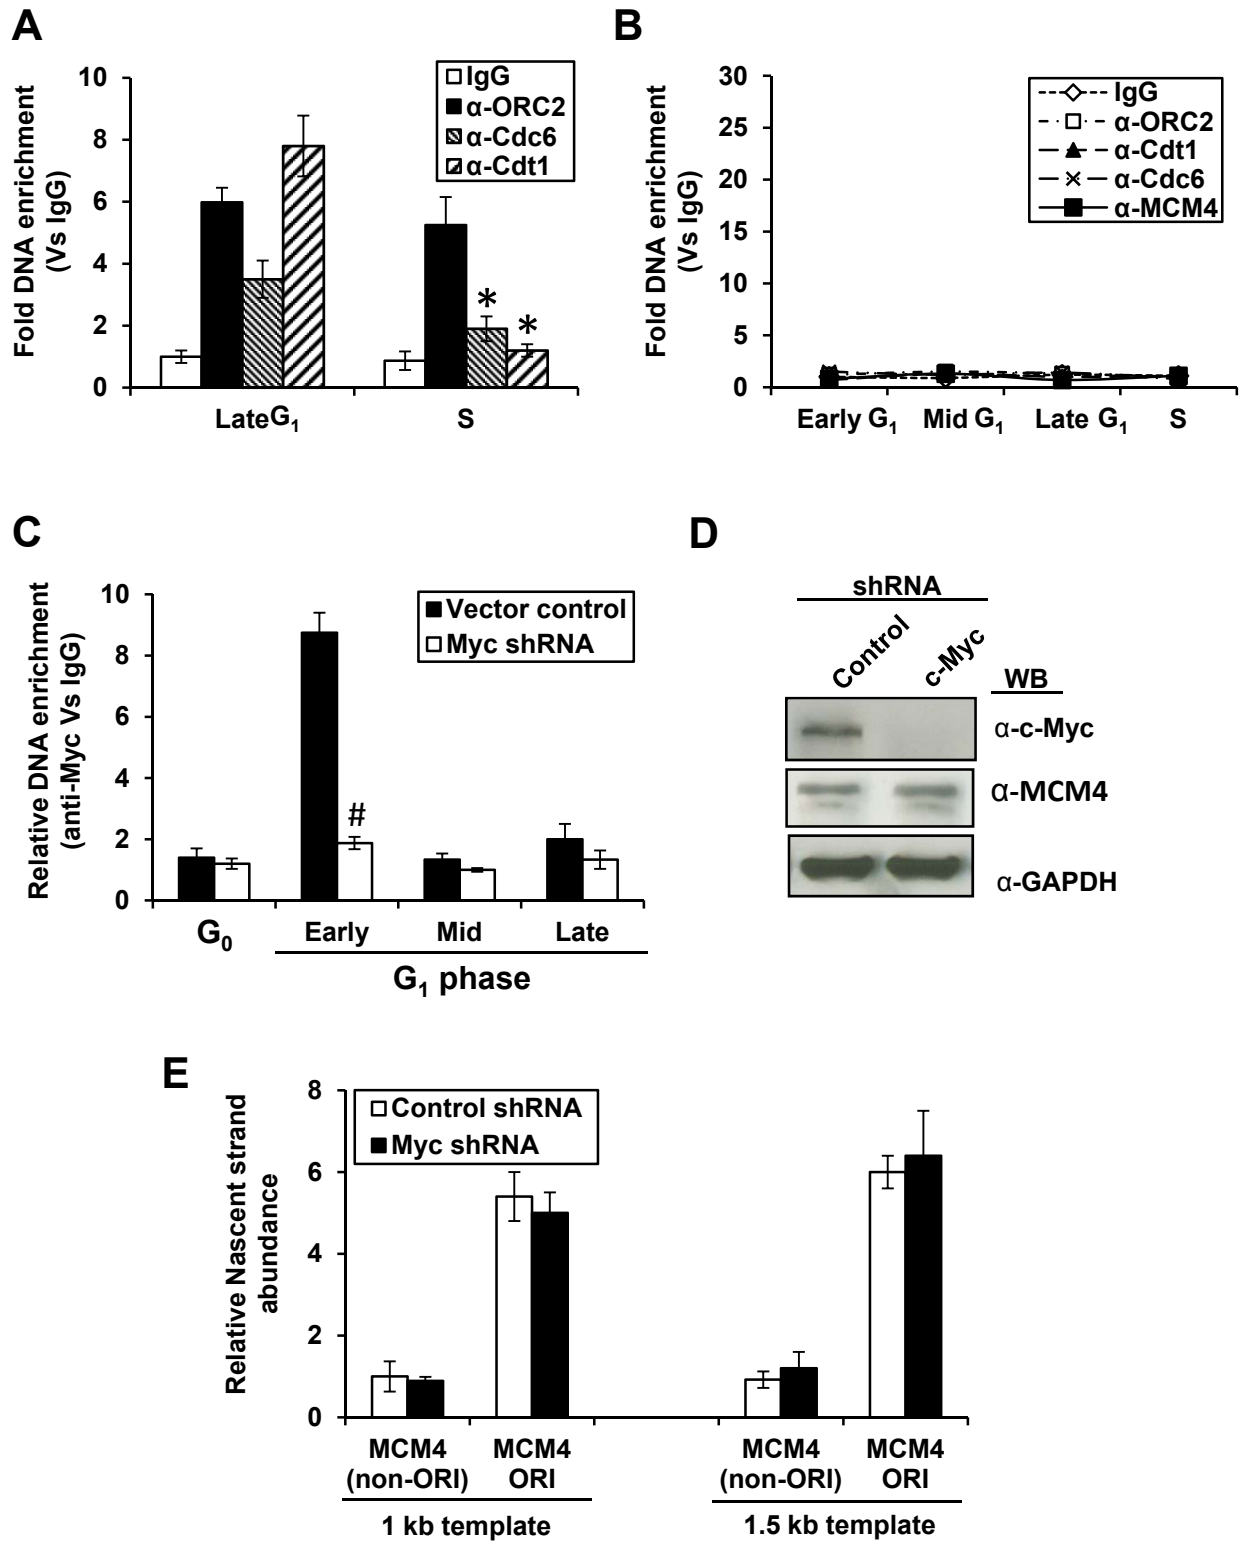 A
Fold DNA enrichment
(Vs IgG)
10
8
6
4
2
0
IgG
α-ORC2
α-Cdc6
α-Cdt1
*
*
Late G1
S
B
Fold DNA enrichment
(Vs IgG)
30
25
20
15
10
5
0
IgG
α-ORC2
α-Cdt1
α-Cdc6
α-MCM4
Early G1
Mid G1
Late G1
S
C
Relative DNA enrichment
(anti-Myc Vs IgG)
10
8
6
4
2
0
Vector control
Myc shRNA
#
G0
Early
Mid
Late
G1 phase
D
shRNA
Control
c-Myc
WB
α-c-Myc
α-MCM4
α-GAPDH
E
Relative Nascent strand
abundance
8
6
4
2
0
Control shRNA
Myc shRNA
MCM4
(non-ORI)
MCM4
ORI
MCM4
(non-ORI)
MCM4
ORI
1 kb template
1.5 kb template